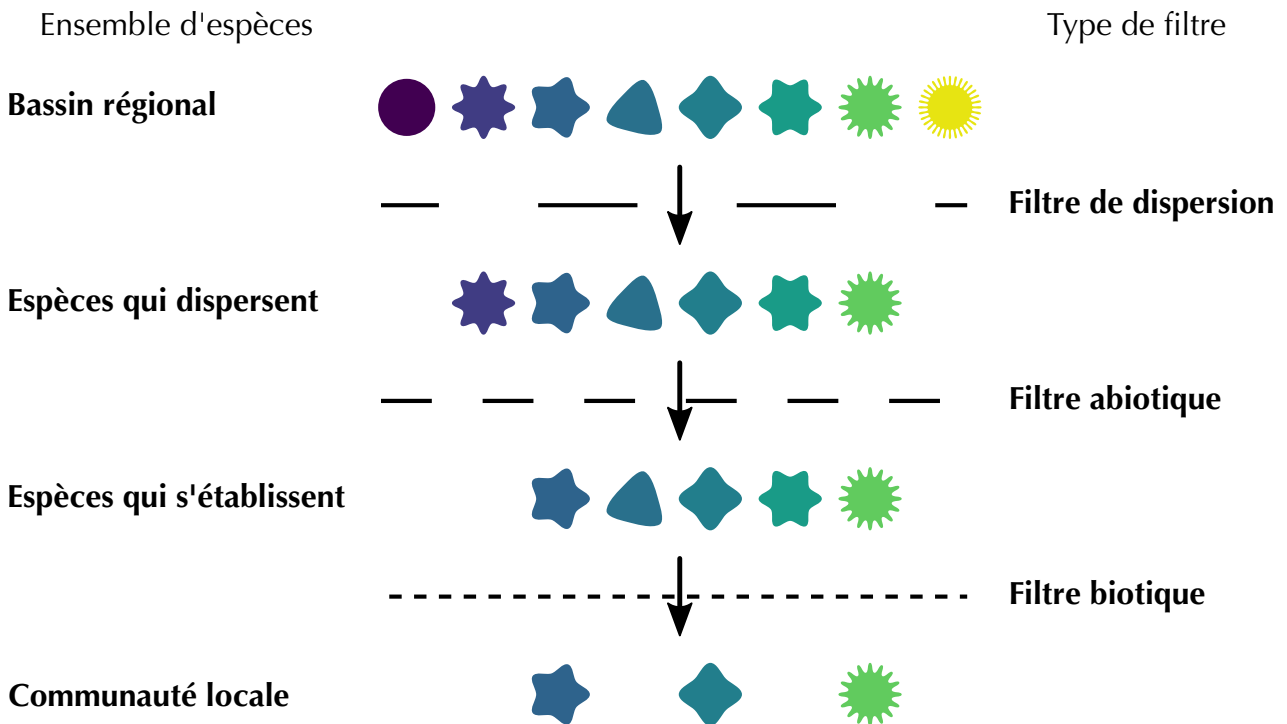 Ensemble d'espèces
Type de filtre
Bassin régional
Filtre de dispersion
Espèces qui dispersent
Filtre abiotique
Espèces qui s'établissent
Filtre biotique
Communauté locale